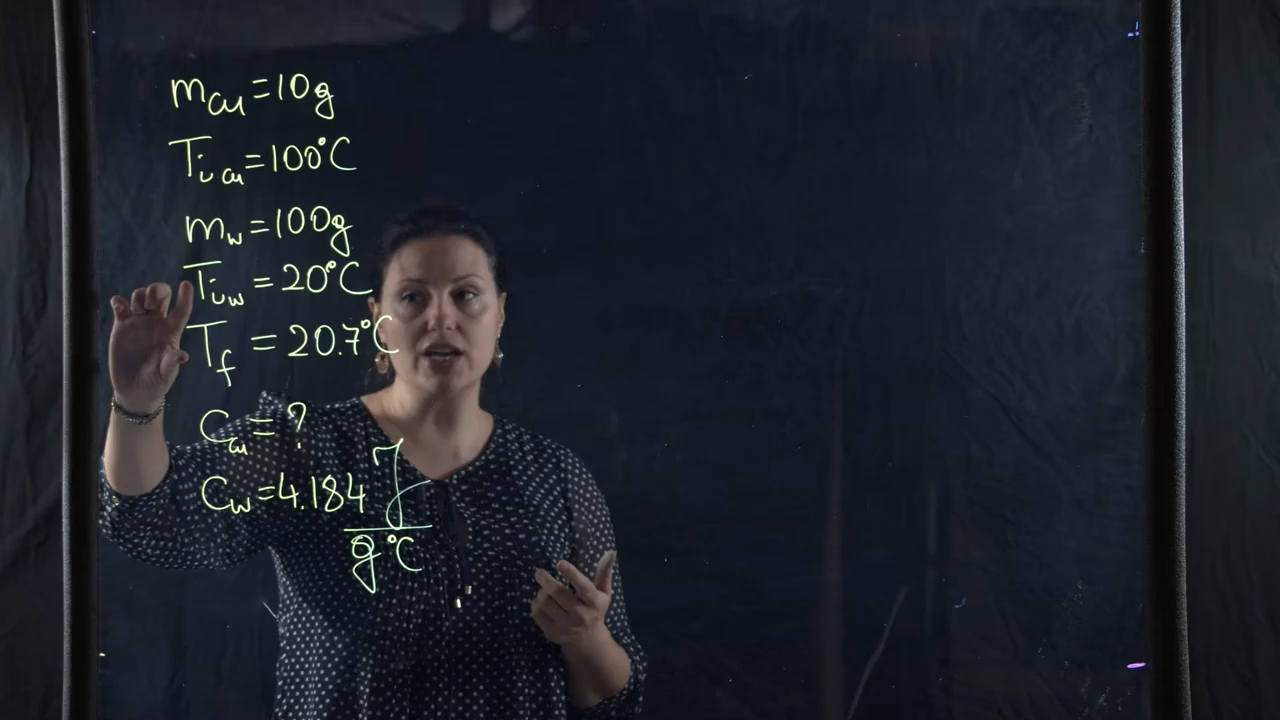 m_Cu = 10g
T_i Cu = 100°C
m_w = 100g
T_i w = 20°C
T_f = 20.7°C
C_Cu = ?
C_w = 4.184 J
g °C